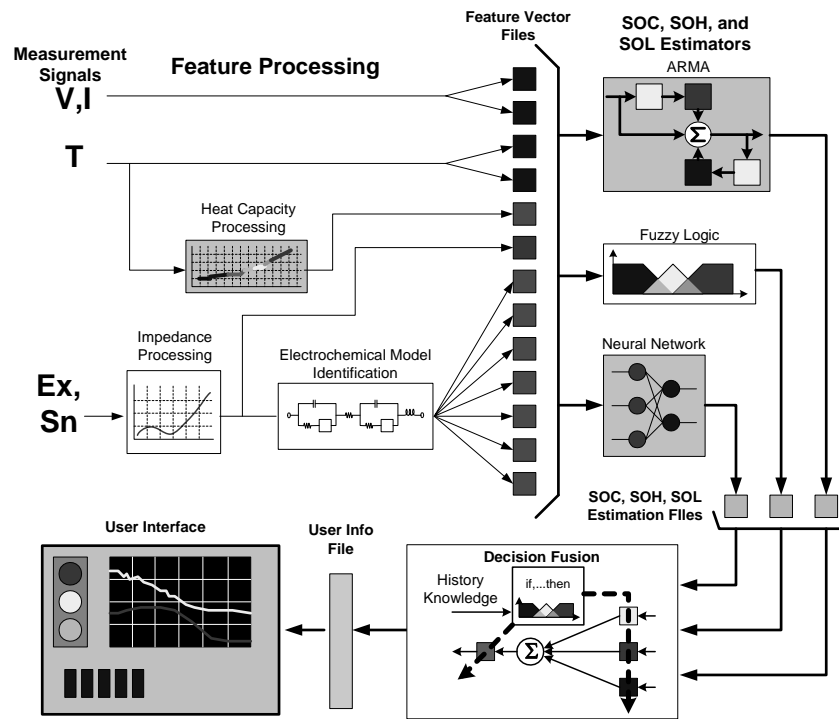 Feature Vector
Files
SOC, SOH, and
SOL Estimators
Measurement
Signals
Feature Processing
ARMA
V,I
Σ
T
Heat Capacity
Processing
Fuzzy Logic
Impedance
Processing
Electrochemical Model
Identification
Neural Network
Ex,
Sn
SOC, SOH, SOL
Estimation FIles
User Interface
User Info
File
Decision Fusion
History
Knowledge
if,...then
Σ